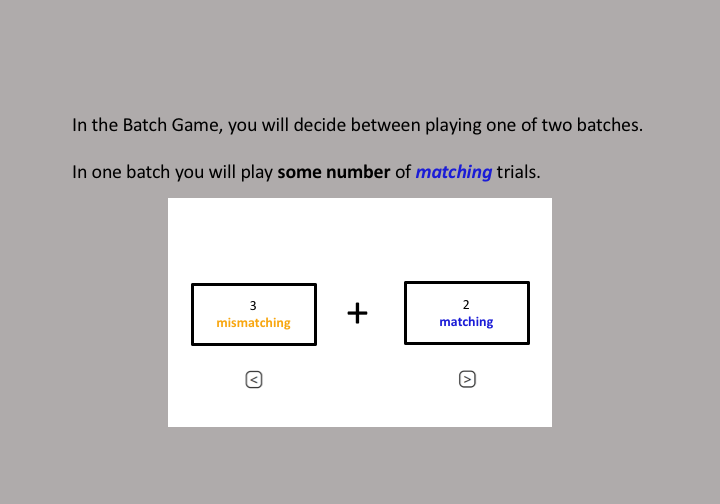 In the Batch Game, you will decide between playing one of two batches.
In one batch you will play some number of matching trials.
3 2
mismatching + matching
< >